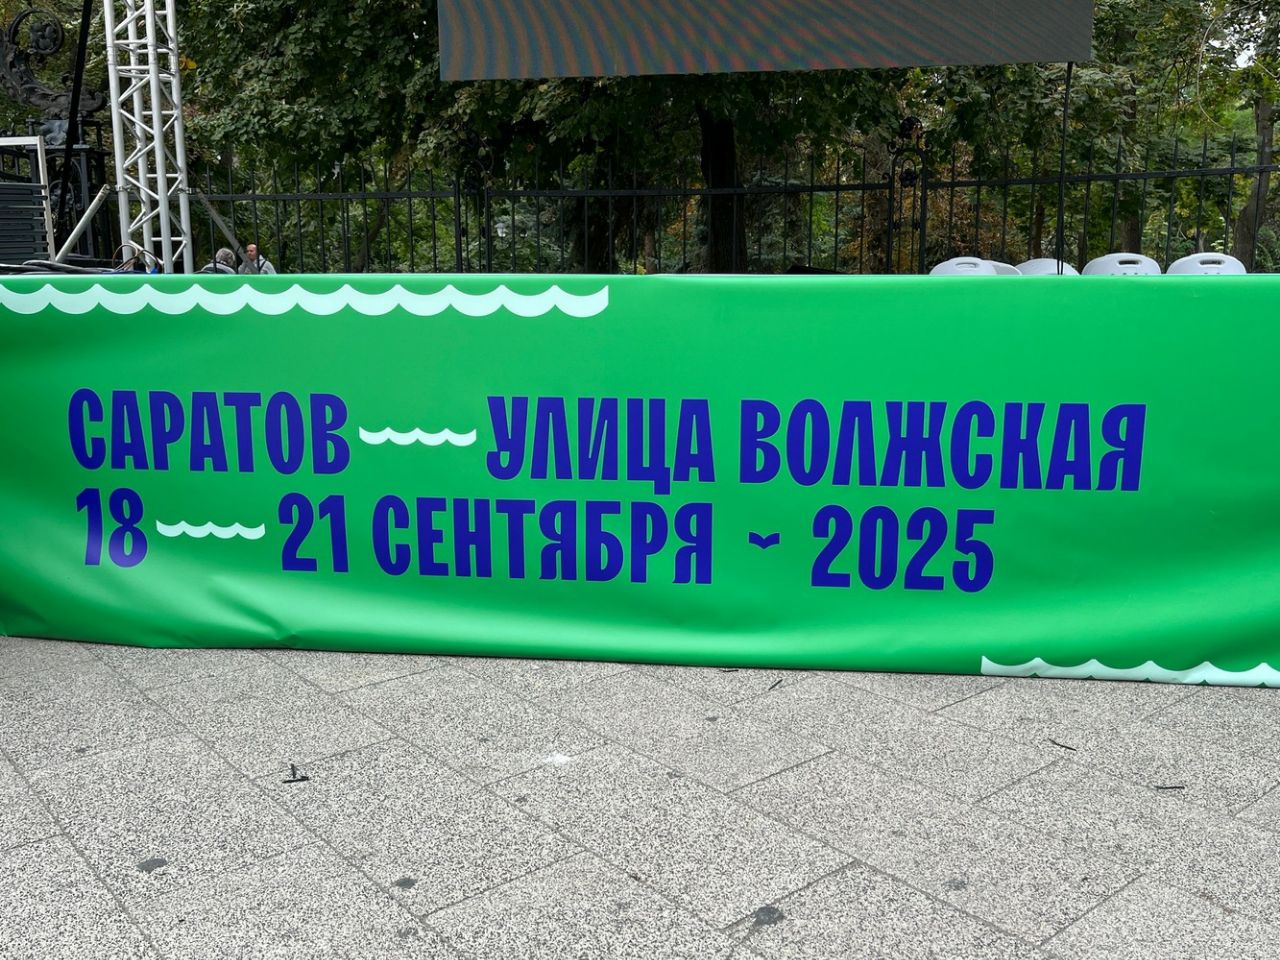 САРАТОВ — УЛИЦА ВОЛЖСКАЯ
18 — 21 СЕНТЯБРЯ ˇ 2025